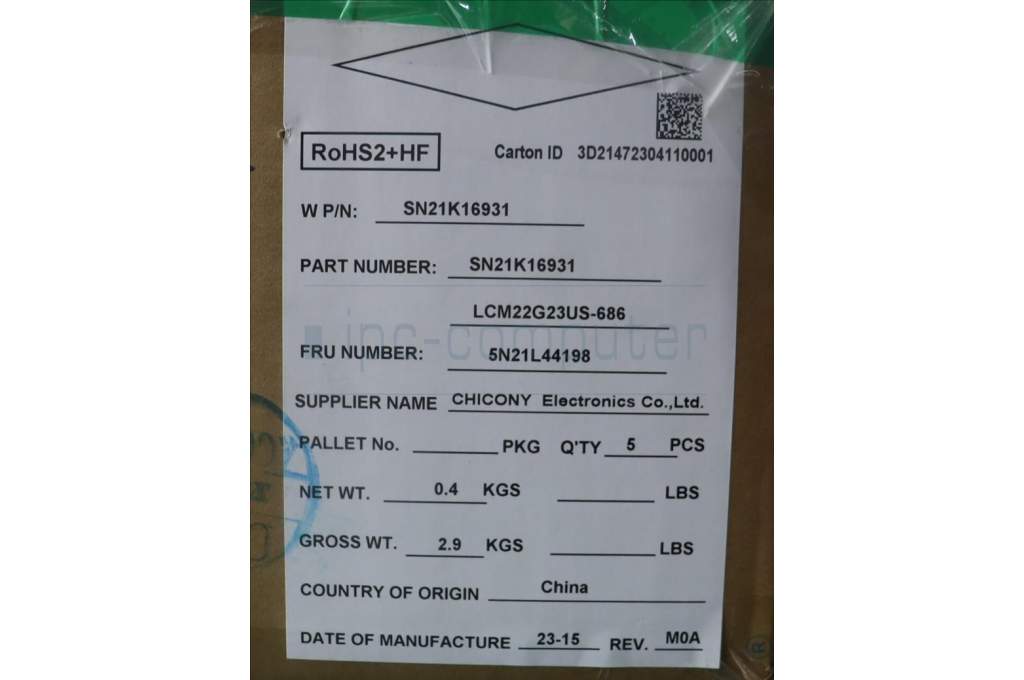 RoHS2+HF Carton ID 3D21472304110001
W P/N: SN21K16931
PART NUMBER: SN21K16931
LCM22G23US-686
ipc-computer
FRU NUMBER: 5N21L44198
SUPPLIER NAME CHICONY Electronics Co.,Ltd.
PALLET No. PKG Q'TY 5 PCS
NET WT. 0.4 KGS LBS
GROSS WT. 2.9 KGS LBS
COUNTRY OF ORIGIN China
DATE OF MANUFACTURE 23-15 REV. M0A
®